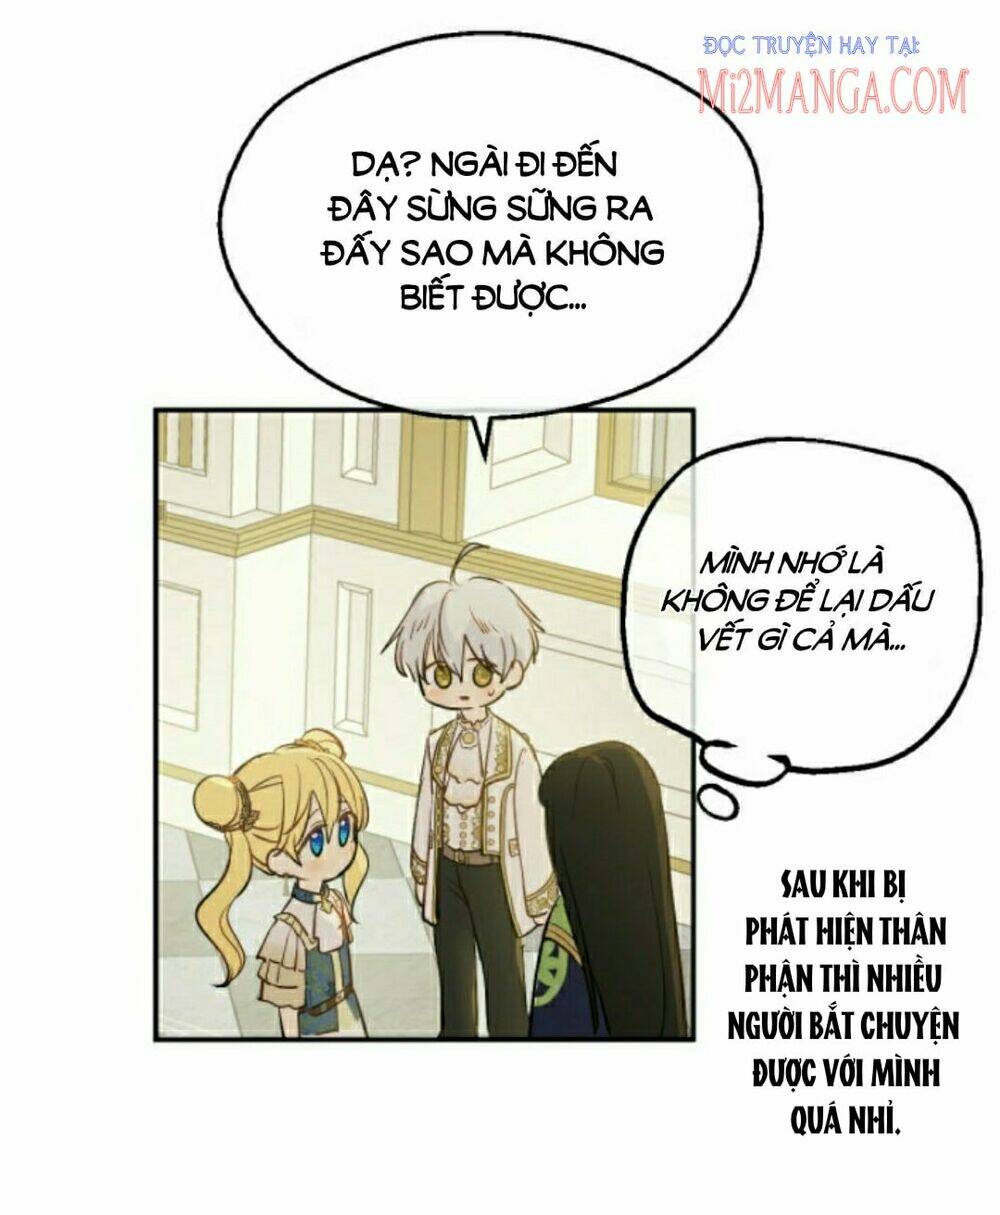 ĐỌC TRUYỆN HAY TẠI:
MI2MANGA.COM
DẠ? NGÀI ĐI ĐẾN
ĐÂY SỪNG SỮNG RA
ĐẤY SAO MÀ KHÔNG
BIẾT ĐƯỢC...
MÌNH NHỚ LÀ
KHÔNG ĐỂ LẠI DẤU
VẾT GÌ CẢ MÀ...
SAU KHI BỊ
PHÁT HIỆN THÂN
PHẬN THÌ NHIỀU
NGƯỜI BẮT CHUYỆN
ĐƯỢC VỚI MÌNH
QUÁ NHỈ.